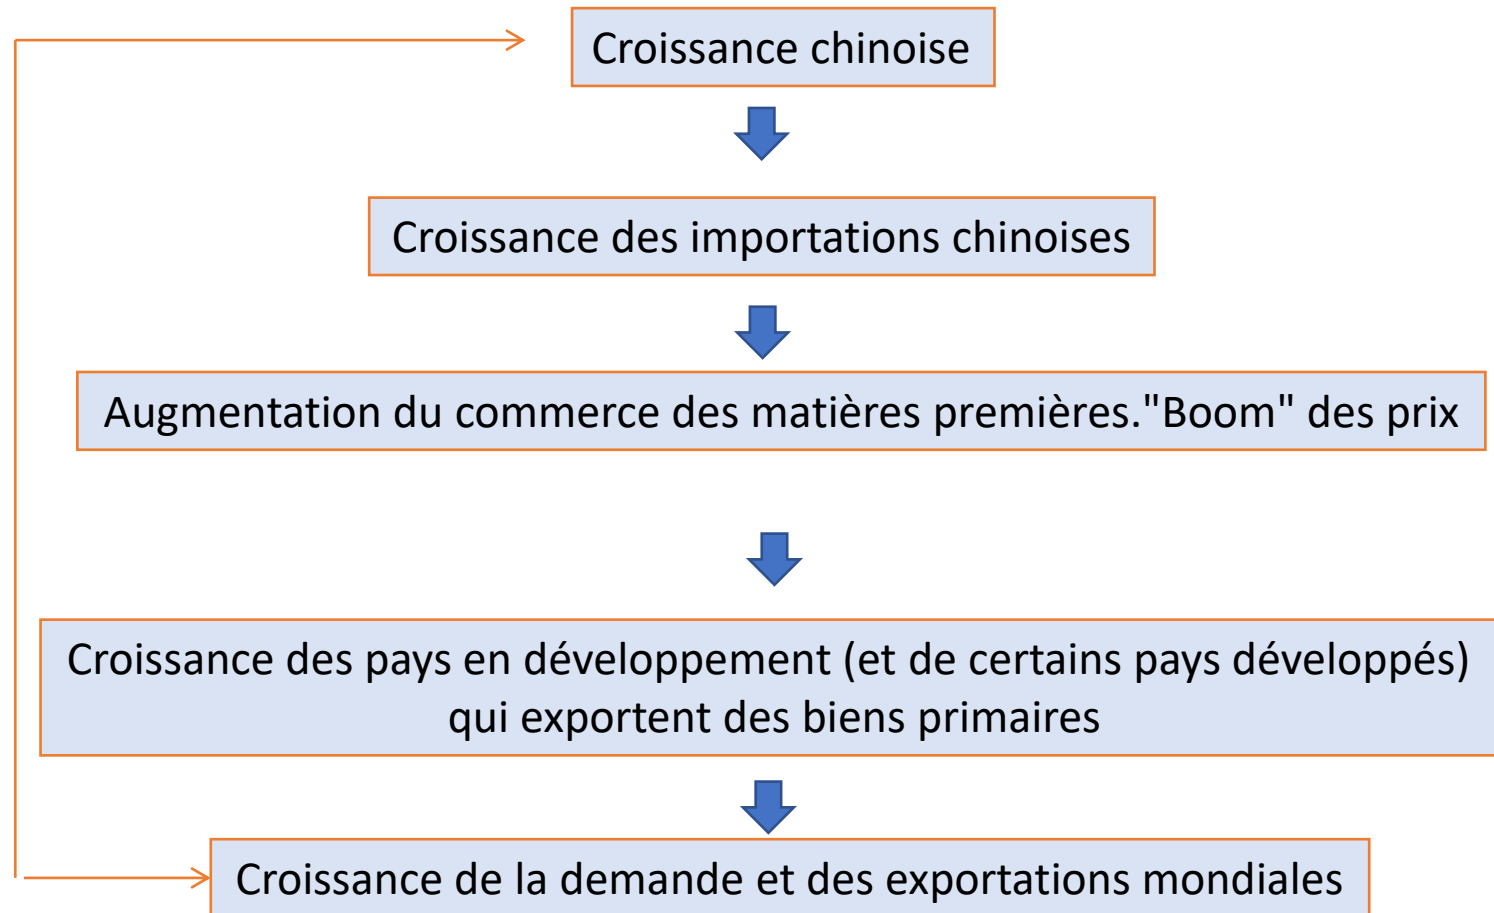 Croissance chinoise
Croissance des importations chinoises
Augmentation du commerce des matières premières."Boom" des prix
Croissance des pays en développement (et de certains pays développés)
qui exportent des biens primaires
Croissance de la demande et des exportations mondiales